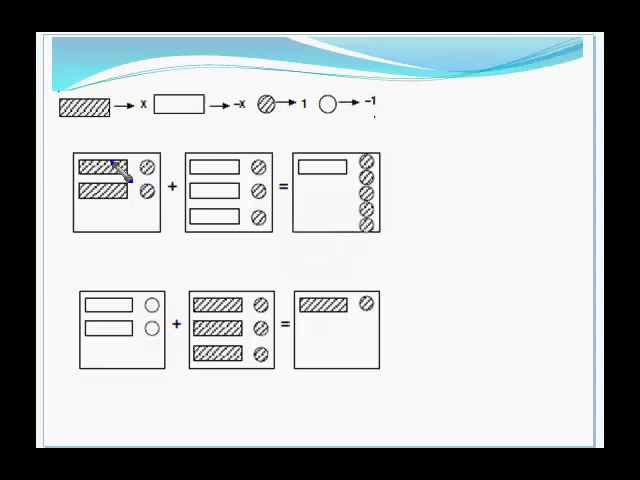 x -x 1 -1
+ =
+ =